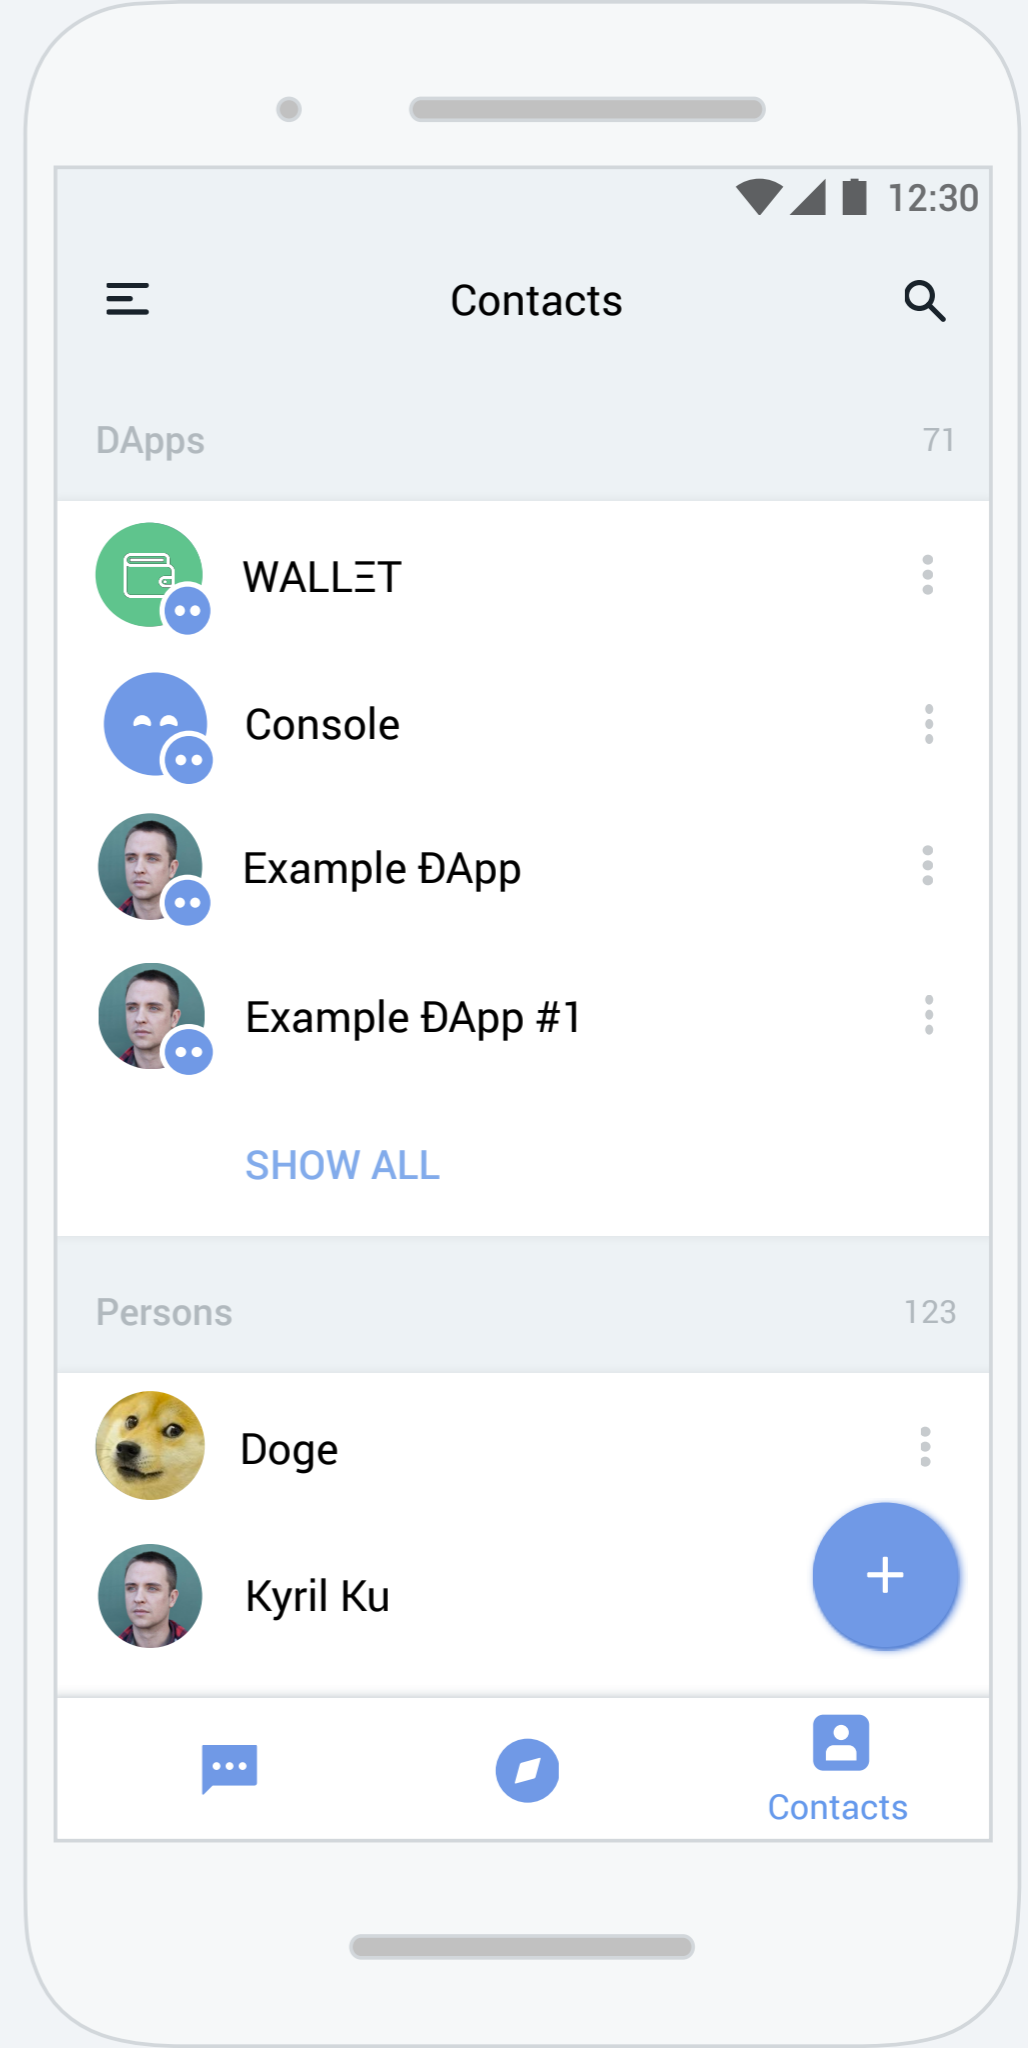 12:30
Contacts
DApps 71
WALLΞT
Console
Example ĐApp
Example ĐApp #1
SHOW ALL
Persons 123
Doge
Kyril Ku
Contacts